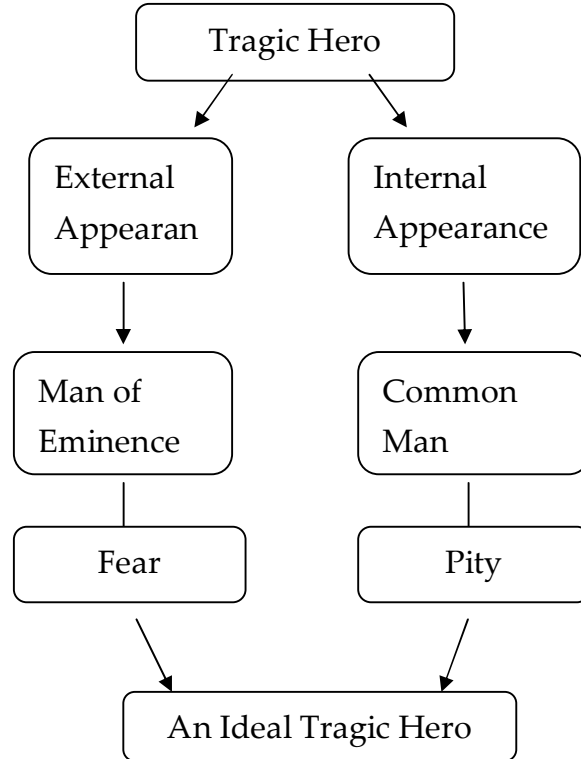 Tragic Hero
External
Appearan
Internal
Appearance
Man of
Eminence
Common
Man
Fear
Pity
An Ideal Tragic Hero